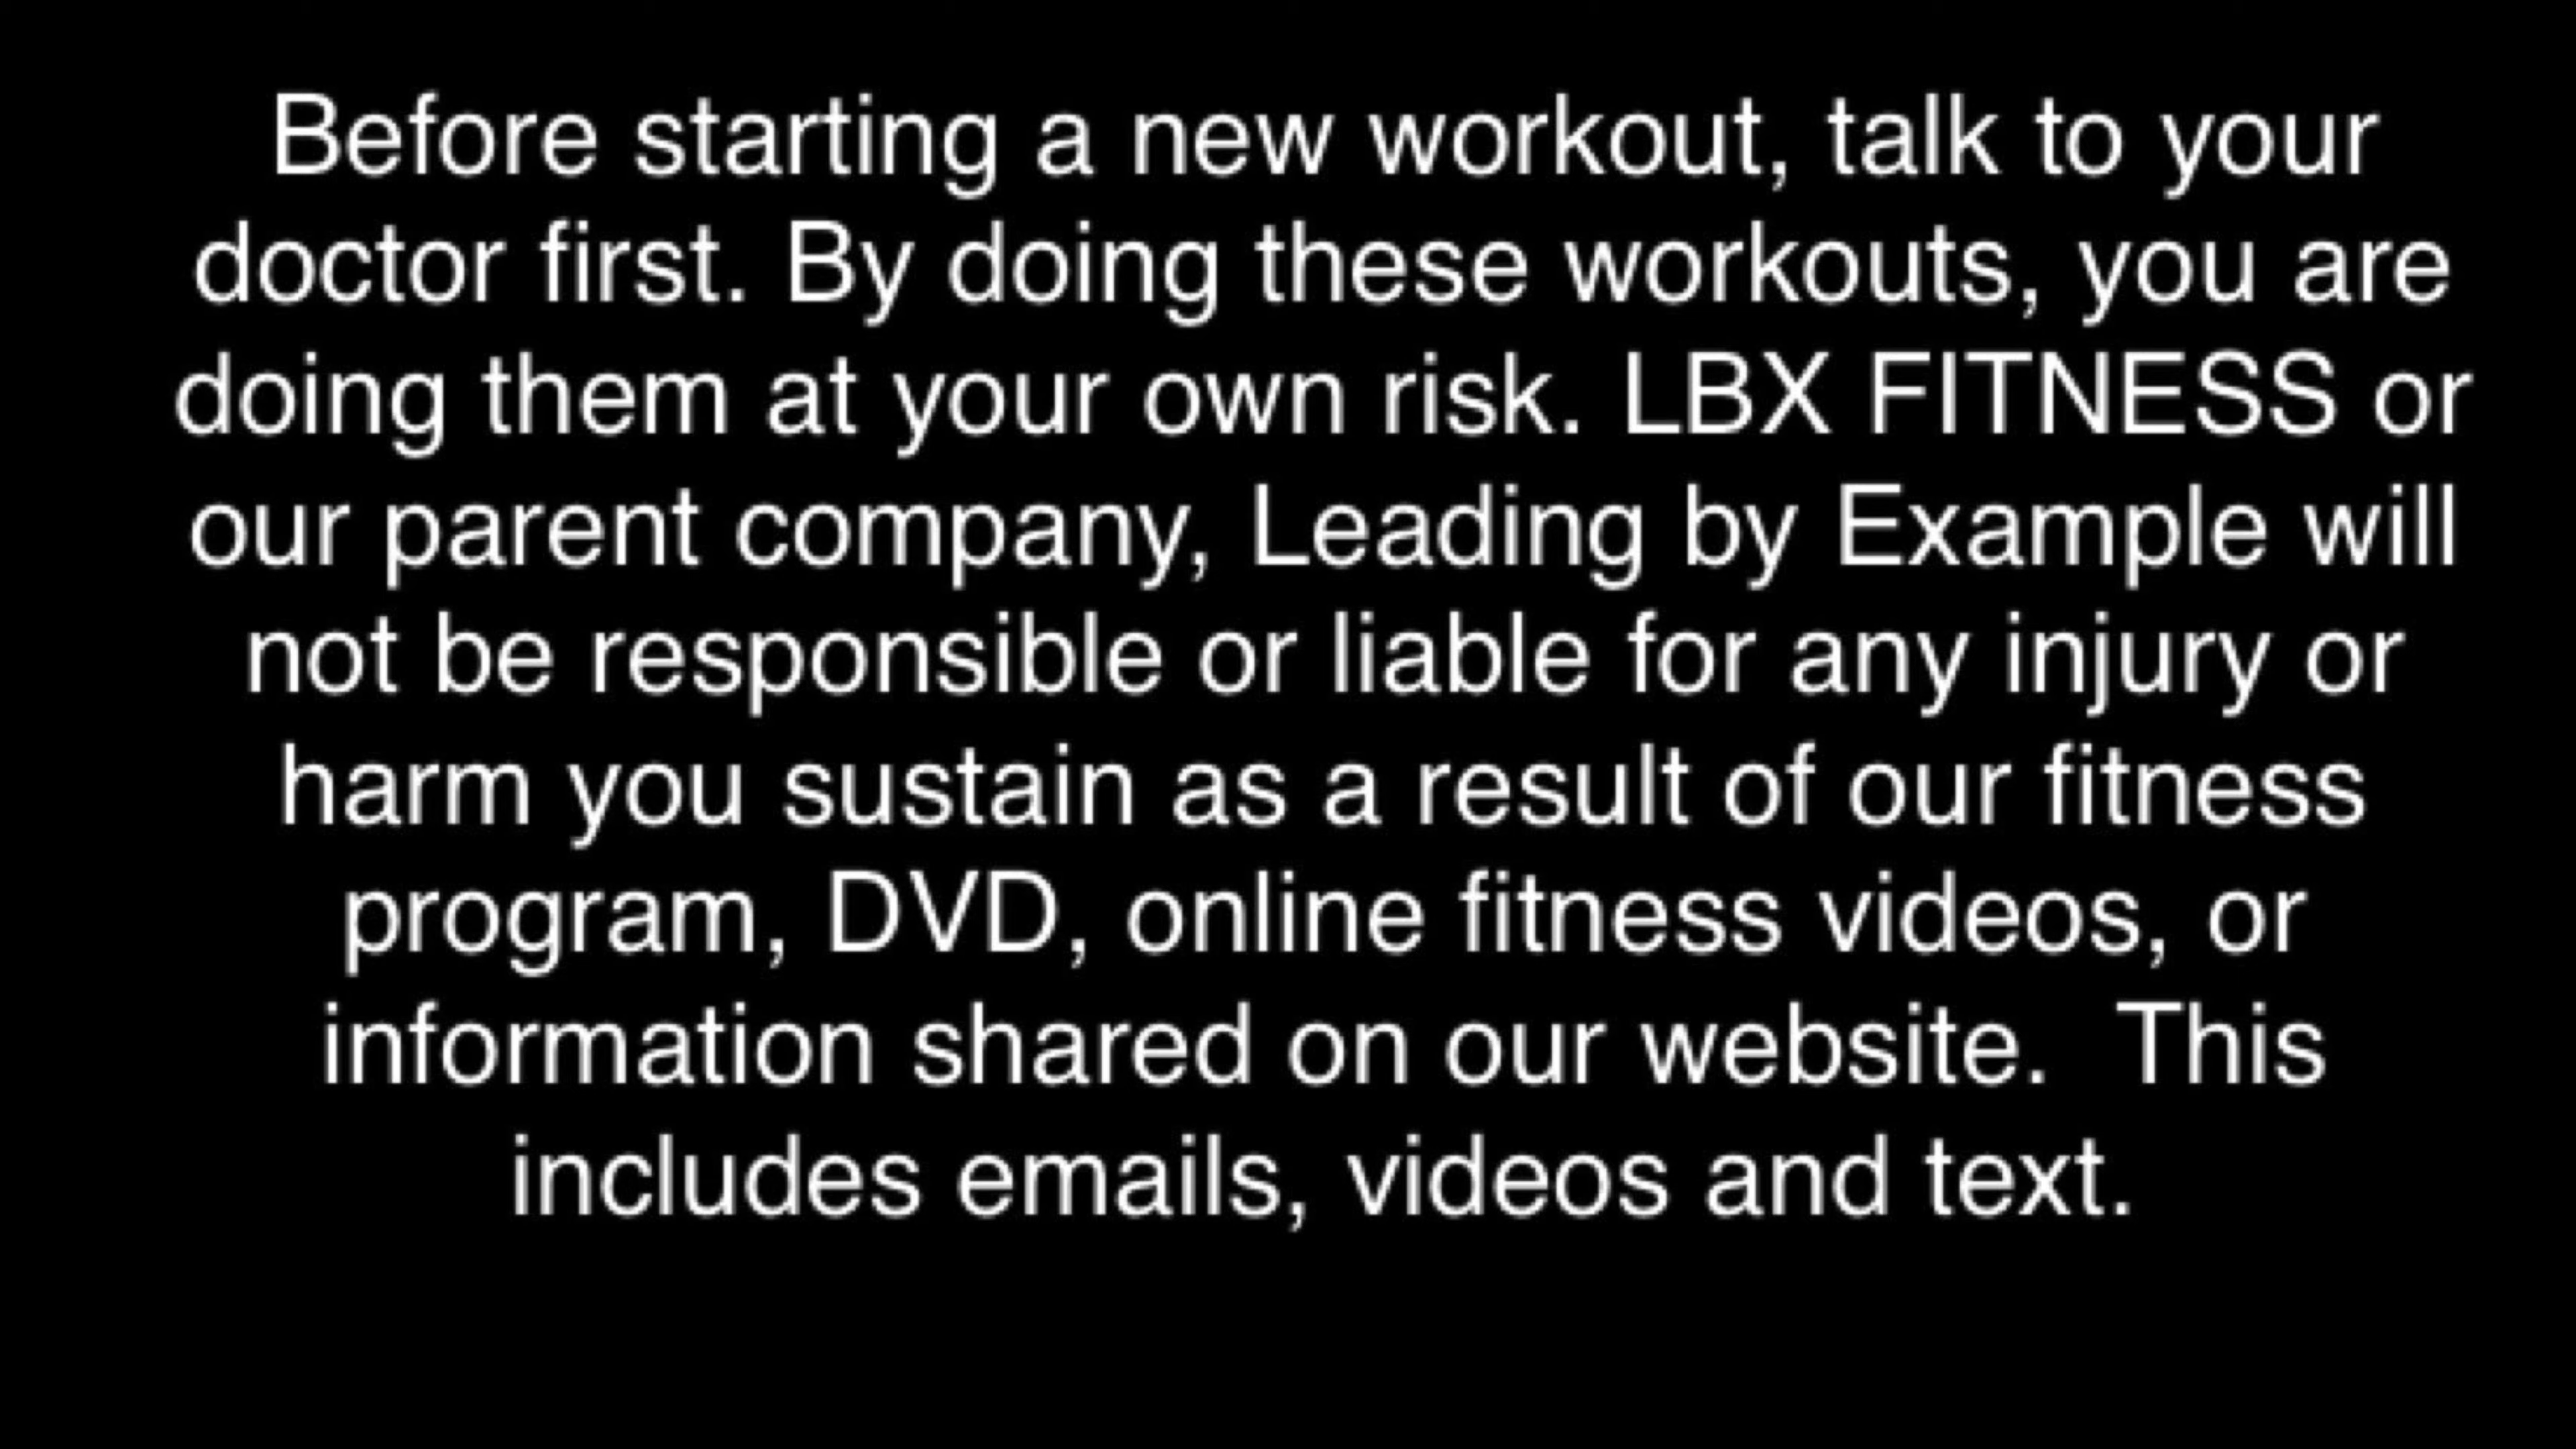 Before starting a new workout, talk to your
doctor first. By doing these workouts, you are
doing them at your own risk. LBX FITNESS or
our parent company, Leading by Example will
not be responsible or liable for any injury or
harm you sustain as a result of our fitness
program, DVD, online fitness videos, or
information shared on our website.  This
includes emails, videos and text.